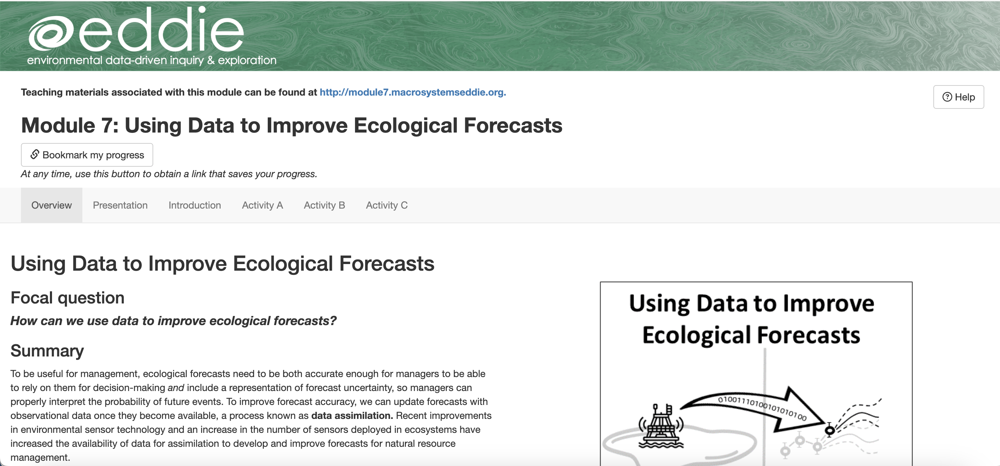 eddie
environmental data-driven inquiry & exploration
Teaching materials associated with this module can be found at http://module7.macrosystemseddie.org.
Help
Module 7: Using Data to Improve Ecological Forecasts
Bookmark my progress
At any time, use this button to obtain a link that saves your progress.
Overview Presentation Introduction Activity A Activity B Activity C
Using Data to Improve Ecological Forecasts
Focal question
How can we use data to improve ecological forecasts?
Summary
To be useful for management, ecological forecasts need to be both accurate enough for managers to be able
to rely on them for decision-making and include a representation of forecast uncertainty, so managers can
properly interpret the probability of future events. To improve forecast accuracy, we can update forecasts with
observational data once they become available, a process known as data assimilation. Recent improvements
in environmental sensor technology and an increase in the number of sensors deployed in ecosystems have
increased the availability of data for assimilation to develop and improve forecasts for natural resource
management.
Using Data to Improve
Ecological Forecasts
0100111010010101010100